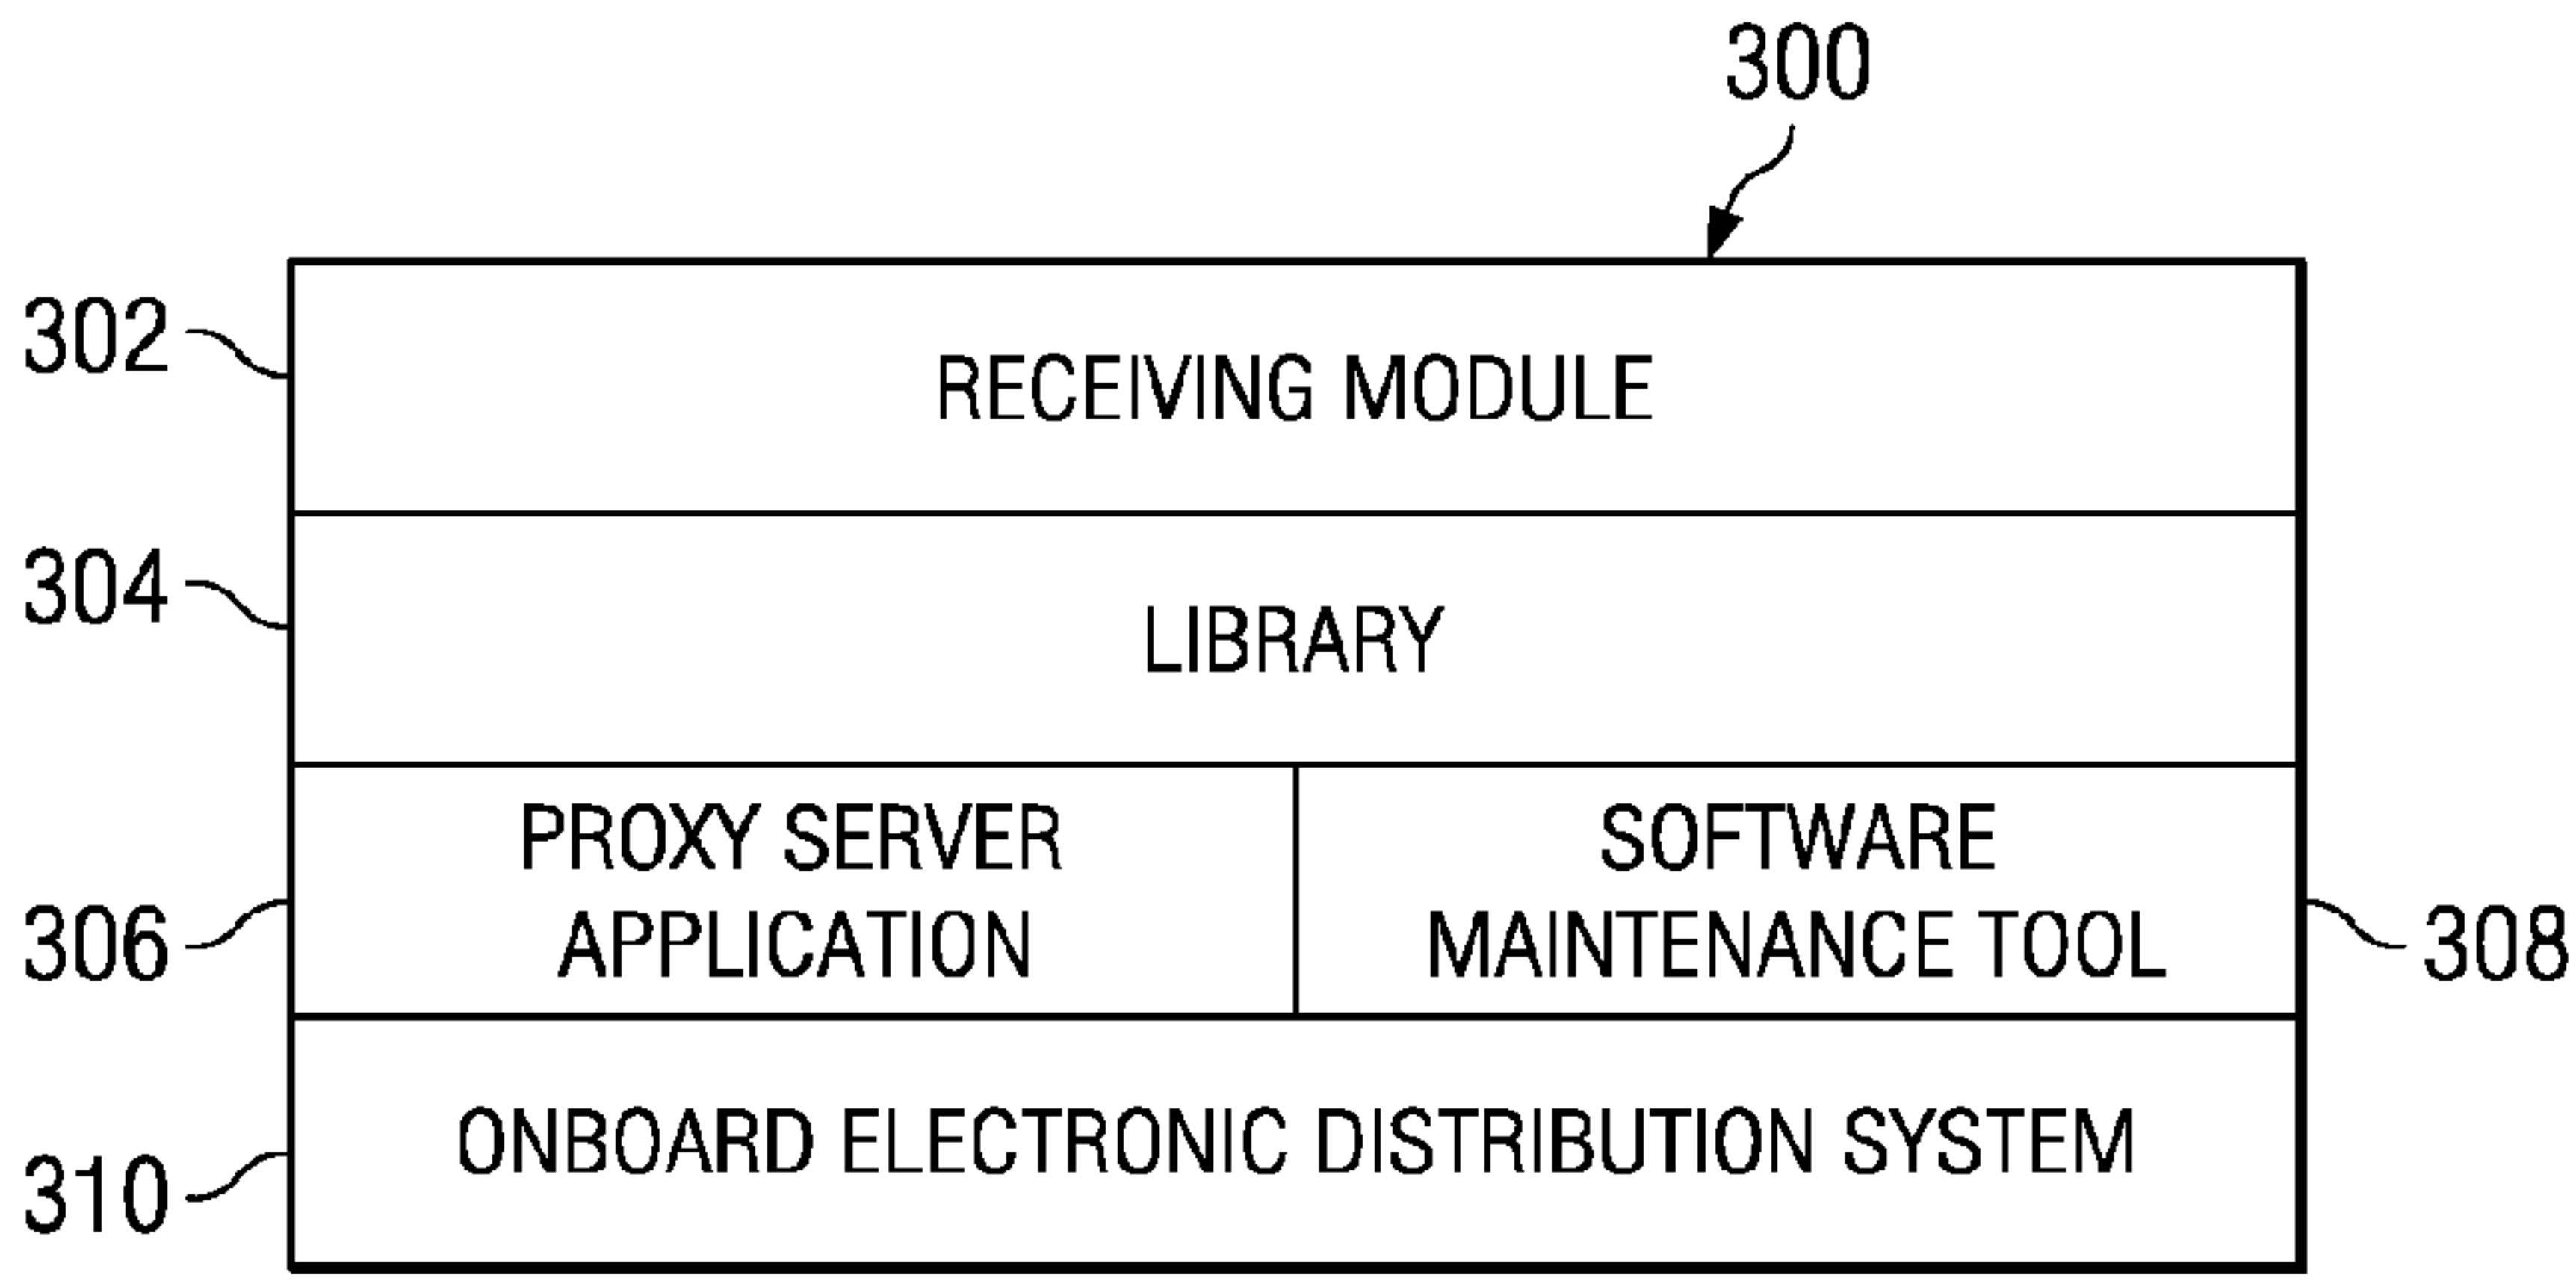 300
302
RECEIVING MODULE
304
LIBRARY
306
PROXY SERVER
APPLICATION
SOFTWARE
MAINTENANCE TOOL
308
310
ONBOARD ELECTRONIC DISTRIBUTION SYSTEM